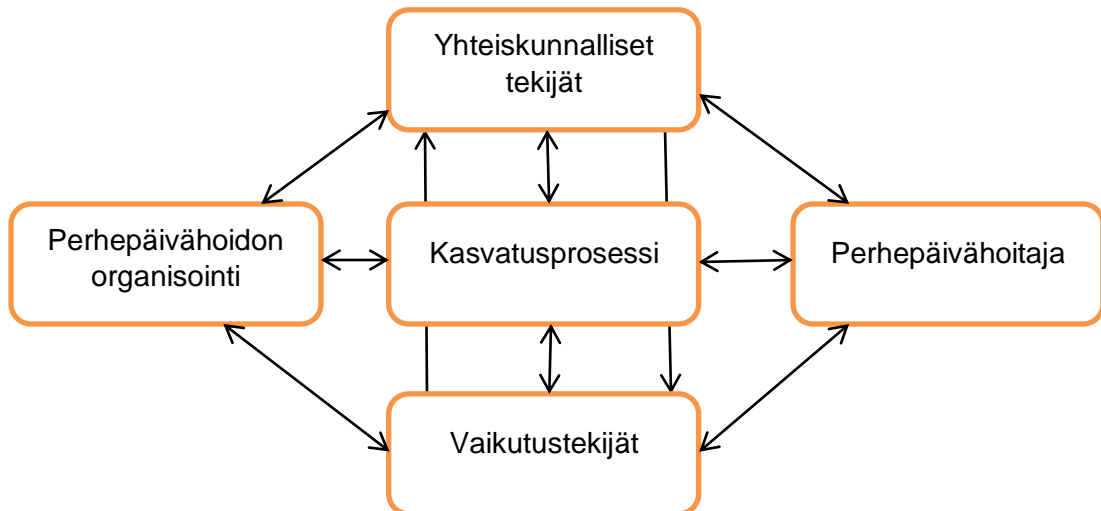 Yhteiskunnalliset
tekijät
Perhepäivähoidon
organisointi
Kasvatusprosessi
Perhepäivähoitaja
Vaikutustekijät